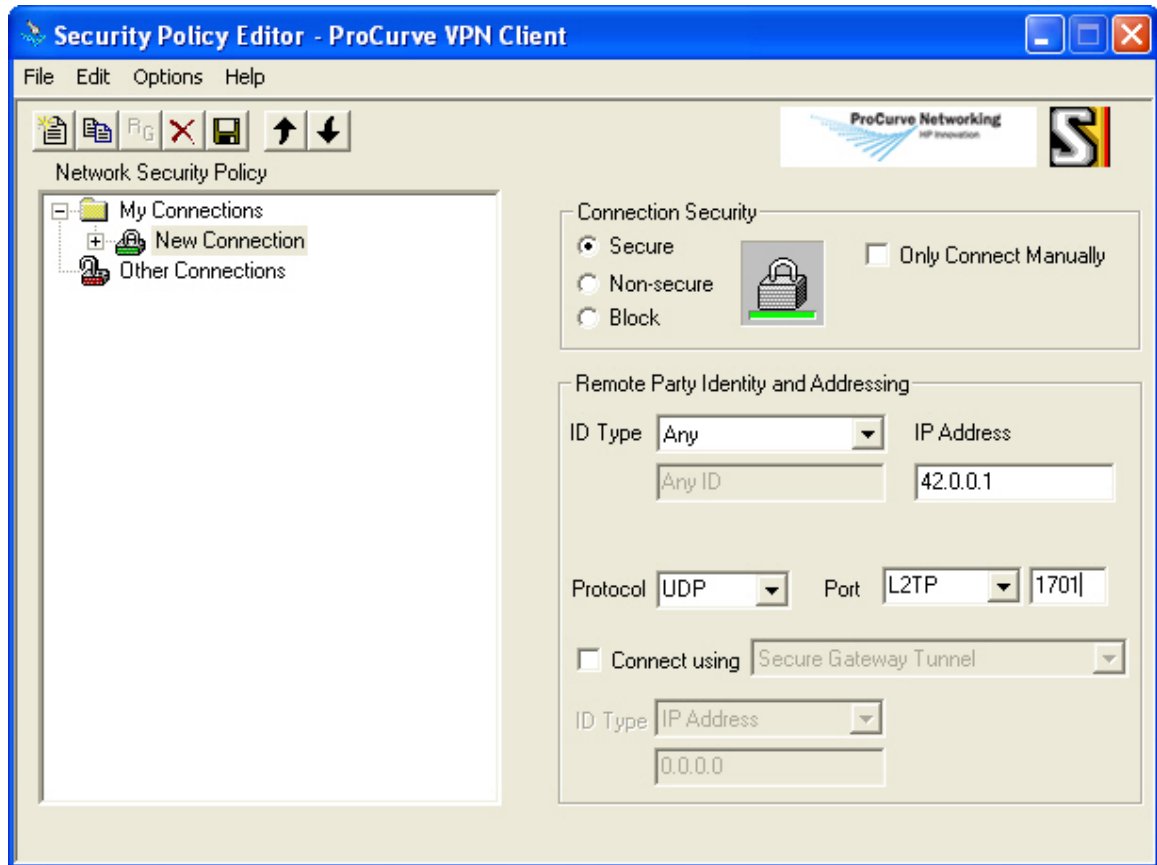 Security Policy Editor - ProCurve VPN Client
File Edit Options Help
RG
ProCurve Networking
HP Innovation
S
Network Security Policy
My Connections
New Connection
Other Connections
Connection Security
Secure
Non-secure
Block
Only Connect Manually
Remote Party Identity and Addressing
ID Type Any IP Address
Any ID 42.0.0.1
Protocol UDP Port L2TP 1701
Connect using Secure Gateway Tunnel
ID Type IP Address
0.0.0.0